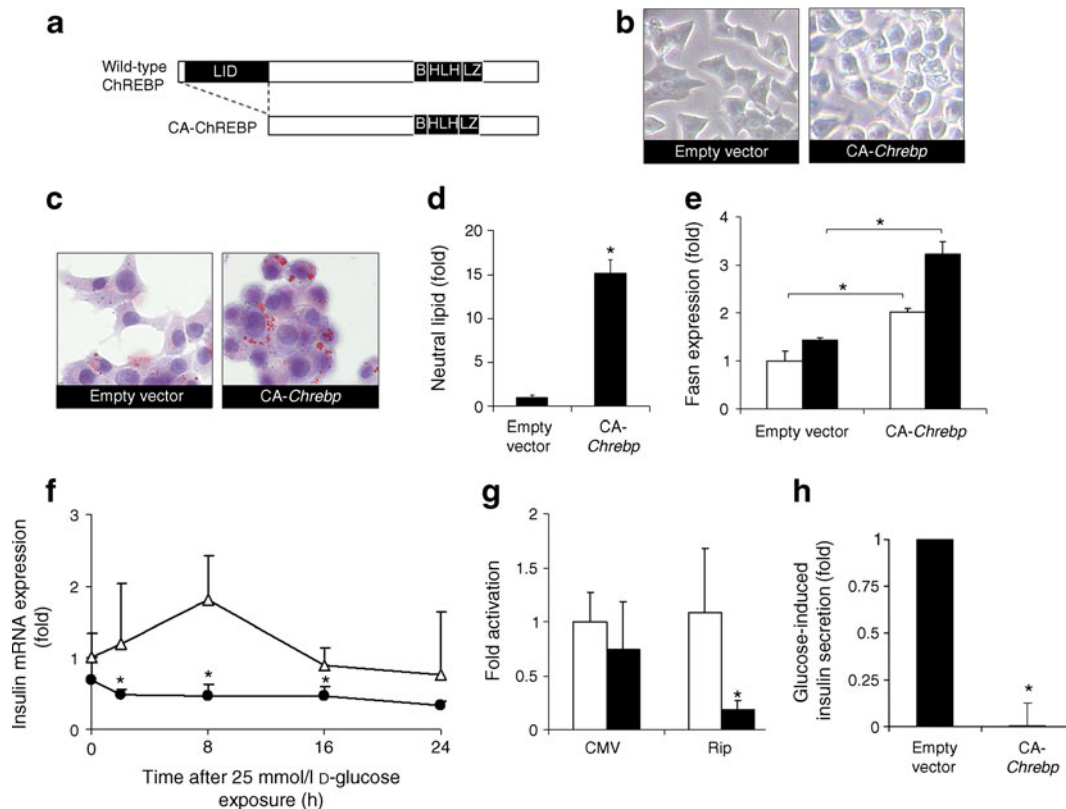 a
Wild-type
ChREBP
LID
B HLH LZ
CA-ChREBP
B HLH LZ
b
Empty vector
CA-Chrebp
c
Empty vector
CA-Chrebp
d
Neutral lipid (fold)
20
15
10
5
0
*
Empty
vector
CA-
Chrebp
e
Fasn expression (fold)
4
3
2
1
0
*
*
Empty vector
CA-Chrebp
f
Insulin mRNA expression
(fold)
3
2
1
0
* * *
0 8 16 24
Time after 25 mmol/l D-glucose
exposure (h)
g
Fold activation
2
1.5
1
0.5
0
*
CMV
Rip
h
Glucose-induced
insulin secretion (fold)
1
0.5
0.25
0
*
Empty
vector
CA-
Chrebp